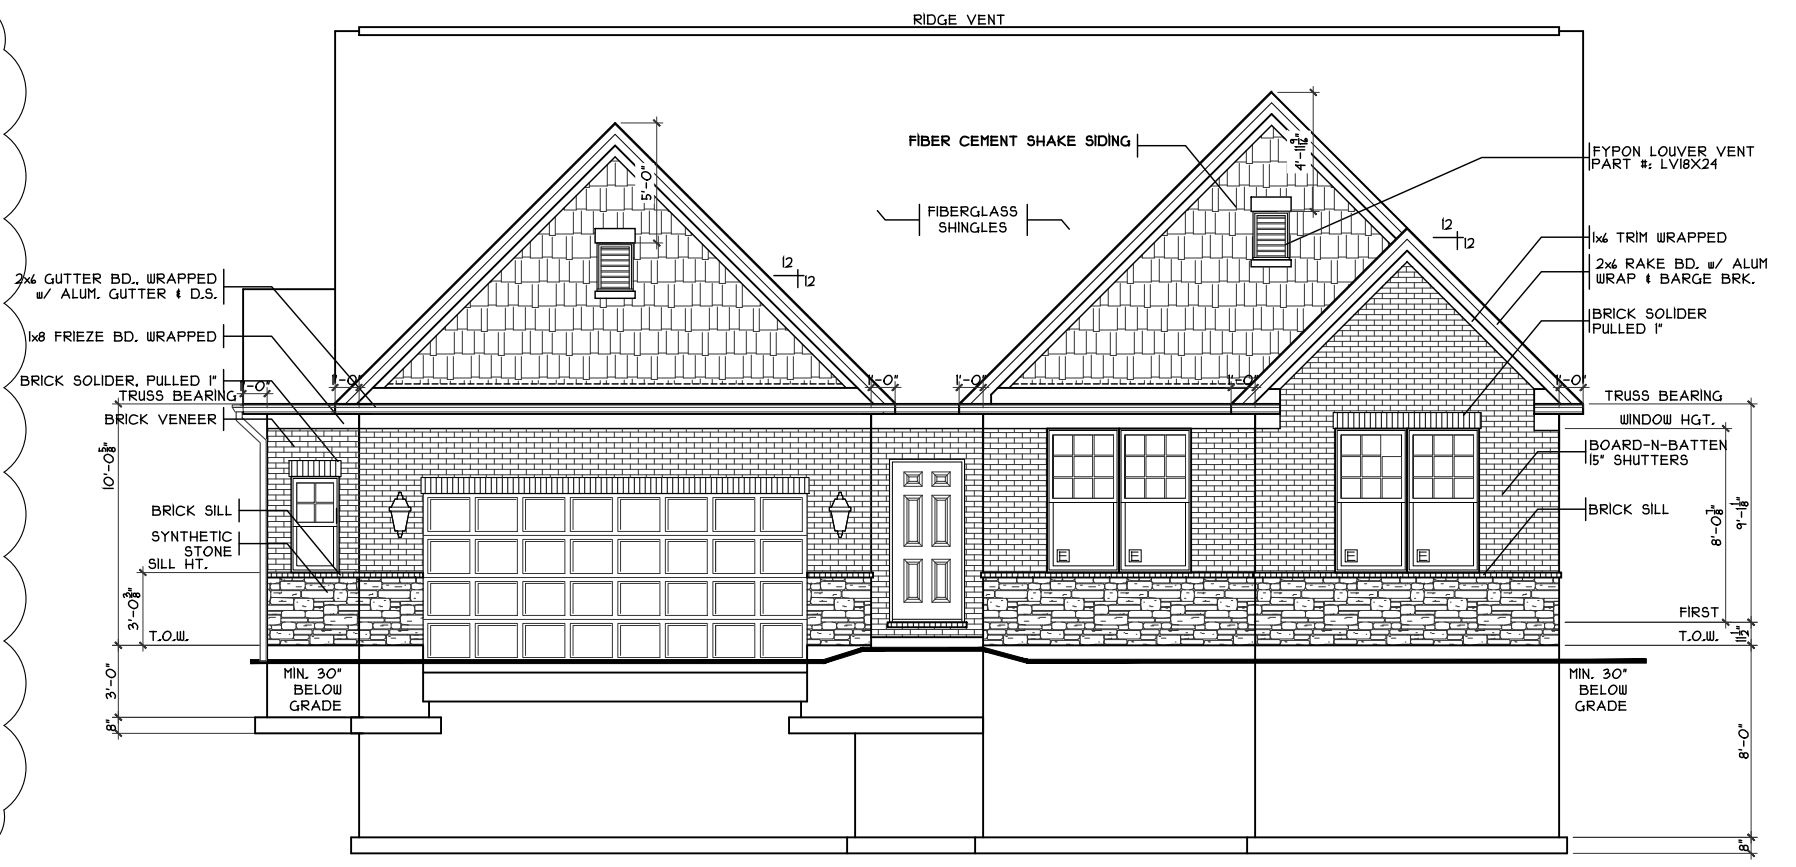 RIDGE VENT
FIBER CEMENT SHAKE SIDING
4'-11 9/16"
FYPON LOUVER VENT
PART #: LV18X24
5'-0"
FIBERGLASS
SHINGLES
12
12
1x6 TRIM WRAPPED
12
12
2x6 RAKE BD. w/ ALUM
WRAP & BARGE BRK.
2x6 GUTTER BD., WRAPPED
w/ ALUM. GUTTER & D.S.
BRICK SOLIDER
PULLED 1"
1x8 FRIEZE BD. WRAPPED
BRICK SOLIDER, PULLED 1"
1'-0"
1'-0"
1'-0"
1'-0"
1'-0"
1'-0"
TRUSS BEARING
TRUSS BEARING
BRICK VENEER
WINDOW HGT.
BOARD-N-BATTEN
15" SHUTTERS
10'-0 5/8"
BRICK SILL
BRICK SILL
8'-0 7/8"
9'-1 1/8"
SYNTHETIC
STONE
SILL HT.
E
E
E
E
3'-0 3/8"
FIRST
T.O.W.
T.O.W.
11 1/2"
MIN. 30"
BELOW
GRADE
MIN. 30"
BELOW
GRADE
3'-0"
8"
8'-0"
8"